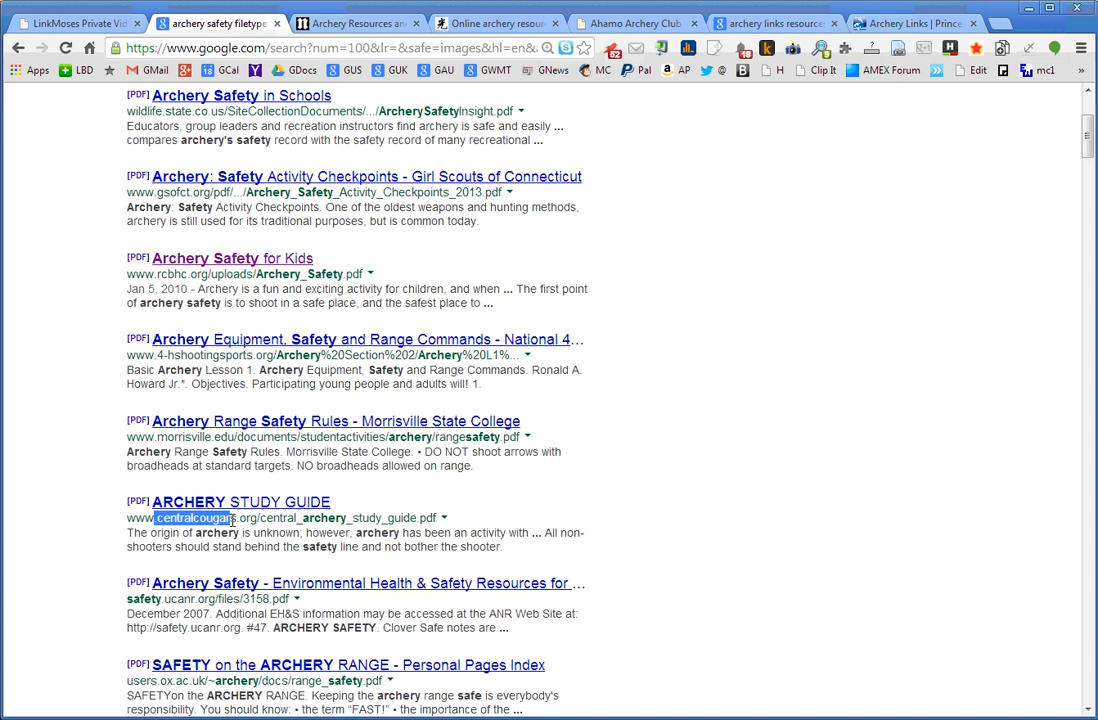 LinkMoses Private Vid
archery safety filetype
Archery Resources an
Online archery resour
Ahamo Archery Club
archery links resource
Archery Links | Prince
https://www.google.com/search?num=100&lr=&safe=images&hl=en&
Apps LBD GMail GCal GDocs GUS GUK GAU GWMT GNews MC Pal AP @ H Clip It AMEX Forum Edit mc1 »
[PDF] Archery Safety in Schools
wildlife.state.co.us/SiteCollectionDocuments/.../ArcherySafetyInsight.pdf
Educators, group leaders and recreation instructors find archery is safe and easily ...
compares archery's safety record with the safety record of many recreational ...
[PDF] Archery: Safety Activity Checkpoints - Girl Scouts of Connecticut
www.gsofct.org/pdf/.../Archery_Safety_Activity_Checkpoints_2013.pdf
Archery: Safety Activity Checkpoints. One of the oldest weapons and hunting methods,
archery is still used for its traditional purposes, but is common today.
[PDF] Archery Safety for Kids
www.rcbhc.org/uploads/Archery_Safety.pdf
Jan 5, 2010 - Archery is a fun and exciting activity for children, and when ... The first point
of archery safety is to shoot in a safe place, and the safest place to ...
[PDF] Archery Equipment, Safety and Range Commands - National 4...
www.4-hshootingsports.org/Archery%20Section%202/Archery%20L1%...
Basic Archery Lesson 1. Archery Equipment, Safety and Range Commands. Ronald A.
Howard Jr.*. Objectives. Participating young people and adults will! 1.
[PDF] Archery Range Safety Rules - Morrisville State College
www.morrisville.edu/documents/studentactivities/archery/rangesafety.pdf
Archery Range Safety Rules. Morrisville State College. • DO NOT shoot arrows with
broadheads at standard targets. NO broadheads allowed on range.
[PDF] ARCHERY STUDY GUIDE
www.centralcougars.org/central_archery_study_guide.pdf
The origin of archery is unknown; however, archery has been an activity with ... All non-
shooters should stand behind the safety line and not bother the shooter.
[PDF] Archery Safety - Environmental Health & Safety Resources for ...
safety.ucanr.org/files/3158.pdf
December 2007. Additional EH&S information may be accessed at the ANR Web Site at:
http://safety.ucanr.org. #47. ARCHERY SAFETY. Clover Safe notes are ...
[PDF] SAFETY on the ARCHERY RANGE - Personal Pages Index
users.ox.ac.uk/~archery/docs/range_safety.pdf
SAFETYon the ARCHERY RANGE. Keeping the archery range safe is everybody's
responsibility. You should know: • the term “FAST!” • the importance of the ...